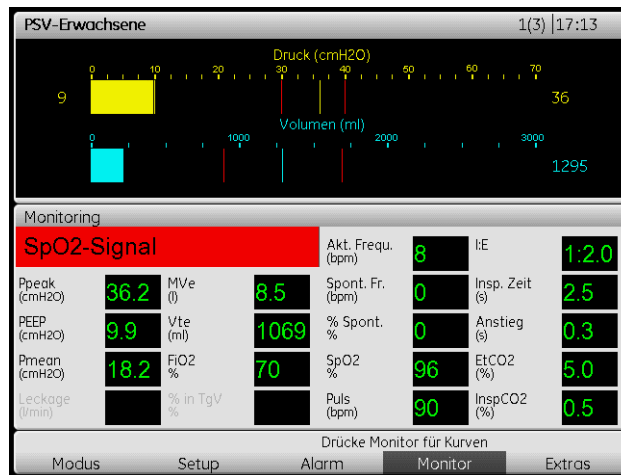 PSV-Erwachsene 1(3) 17:13
Druck (cmH2O)
0 10 20 30 40 50 60 70
9 36
Volumen (ml)
0 1000 2000 3000
1295
Monitoring
SpO2-Signal Akt. Frequ. (bpm) 8 I:E 1:2.0
Ppeak (cmH2O) 36.2 MVe (l) 8.5 Spont. Fr. (bpm) 0 Insp. Zeit (s) 2.5
PEEP (cmH2O) 9.9 Vte (ml) 1069 % Spont. % 0 Anstieg (s) 0.3
Pmean (cmH2O) 18.2 FiO2 % 70 SpO2 % 96 EtCO2 (%) 5.0
Leckage (l/min) % in TgV % Puls (bpm) 90 InspCO2 (%) 0.5
Drücke Monitor für Kurven
Modus Setup Alarm Monitor Extras